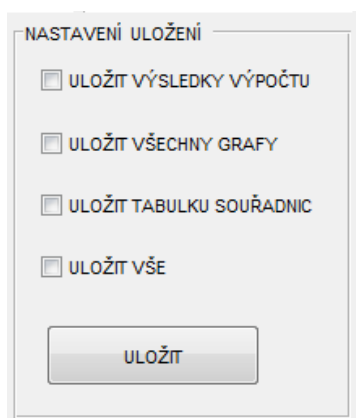 NASTAVENÍ ULOŽENÍ
ULOŽIT VÝSLEDKY VÝPOČTU
ULOŽIT VŠECHNY GRAFY
ULOŽIT TABULKU SOUŘADNIC
ULOŽIT VŠE
ULOŽIT